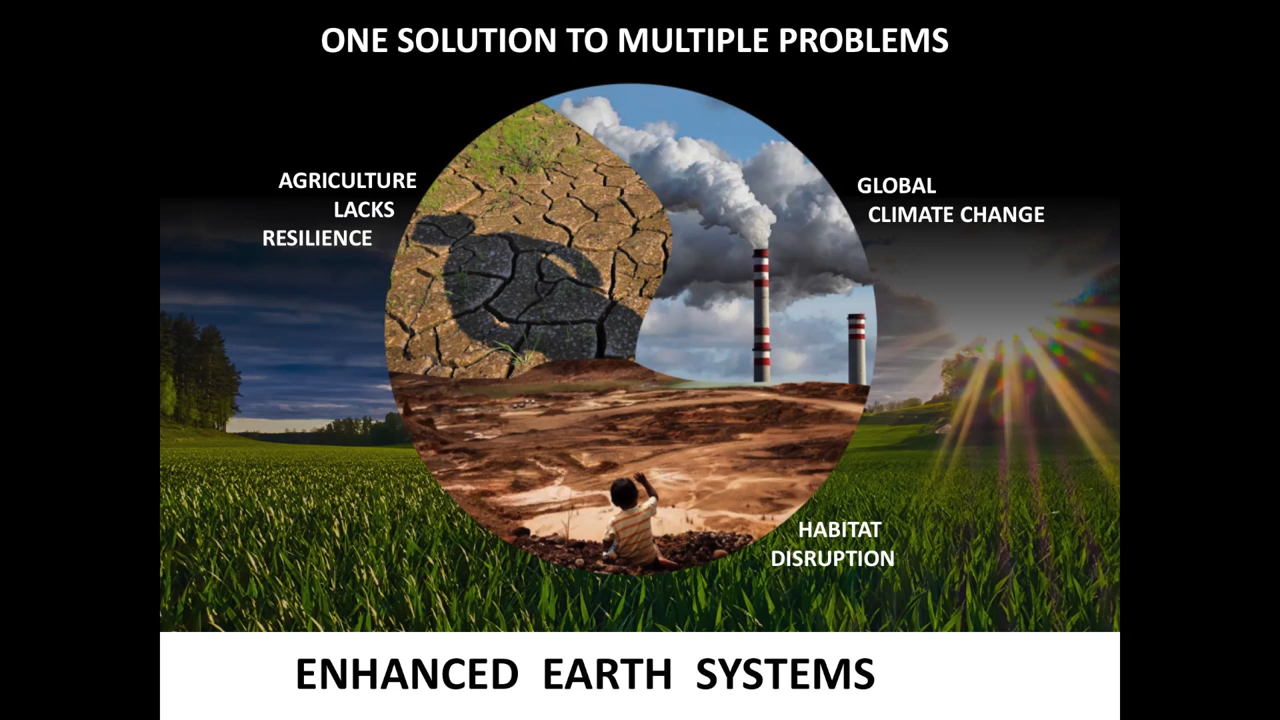 ONE SOLUTION TO MULTIPLE PROBLEMS
AGRICULTURE
LACKS
RESILIENCE
GLOBAL
CLIMATE CHANGE
HABITAT
DISRUPTION
ENHANCED EARTH SYSTEMS